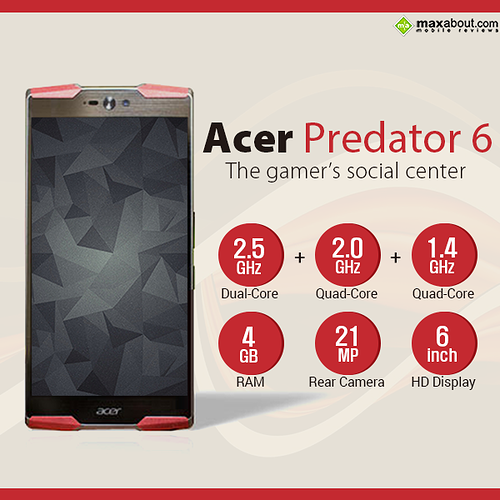 maxabout.com
mobile reviews
Acer Predator 6
The gamer's social center
2.5 GHz + 2.0 GHz + 1.4 GHz
Dual-Core Quad-Core Quad-Core
4 GB 21 MP 6 inch
RAM Rear Camera HD Display
acer